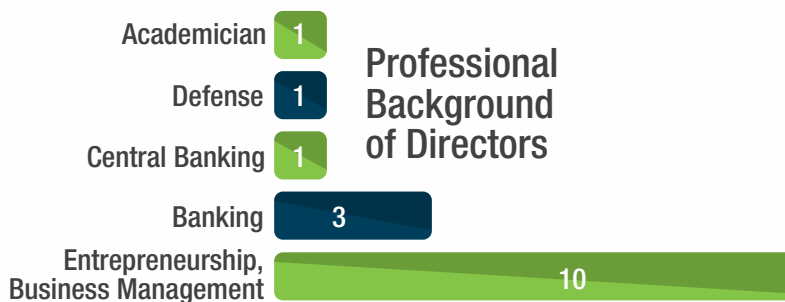 Academician 1
Professional
Background
of Directors
Defense 1
Central Banking 1
Banking 3
Entrepreneurship,
Business Management 10